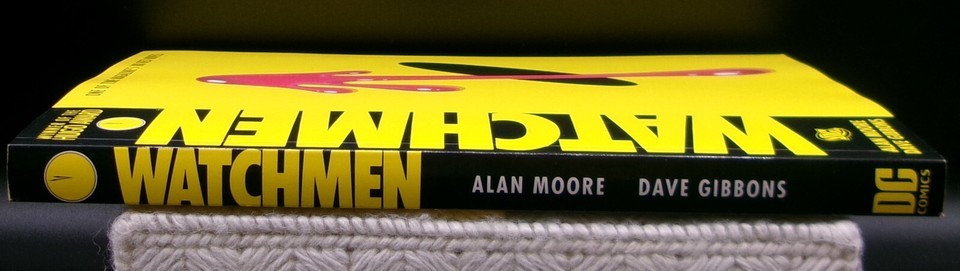 WATCHMEN
WATCHMEN
ALAN MOORE
DAVE GIBBONS
DC
COMICS